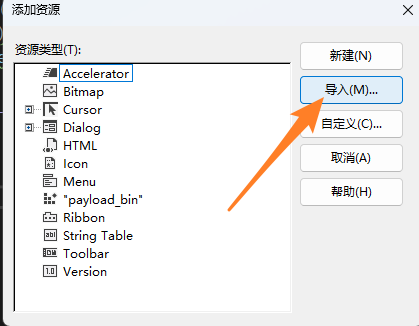 添加资源
资源类型(T):
Accelerator
Bitmap
Cursor
Dialog
HTML
Icon
Menu
"payload_bin"
Ribbon
String Table
Toolbar
Version
新建(N)
导入(M)...
自定义(C)...
取消(A)
帮助(H)